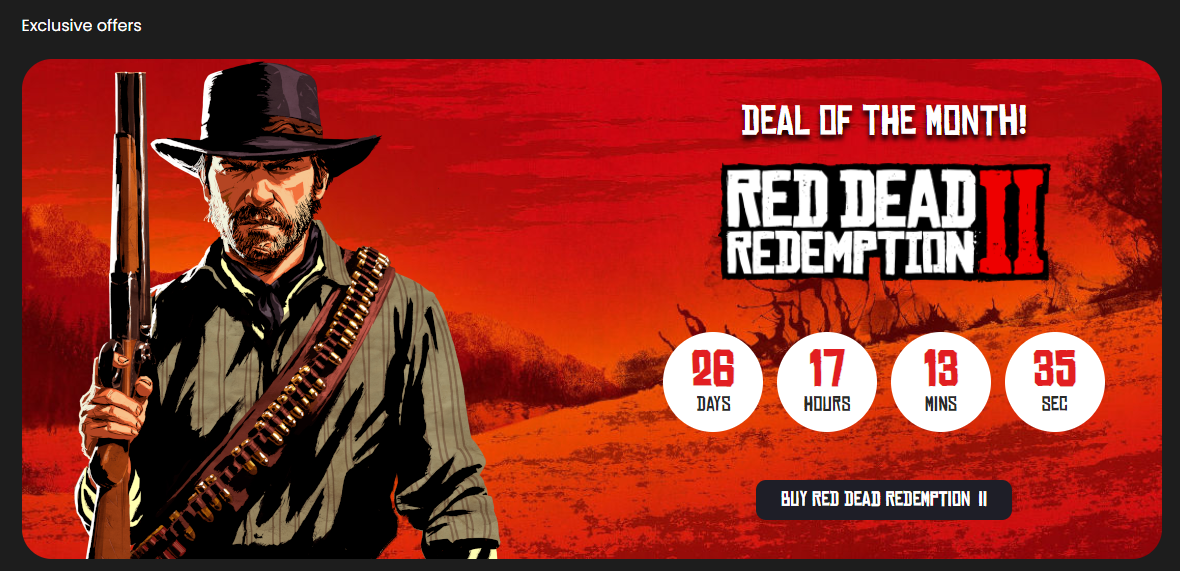 Exclusive offers
DEAL OF THE MONTH!
RED DEAD
REDEMPTION II
26 17 13 35
DAYS HOURS MINS SEC
BUY RED DEAD REDEMPTION II